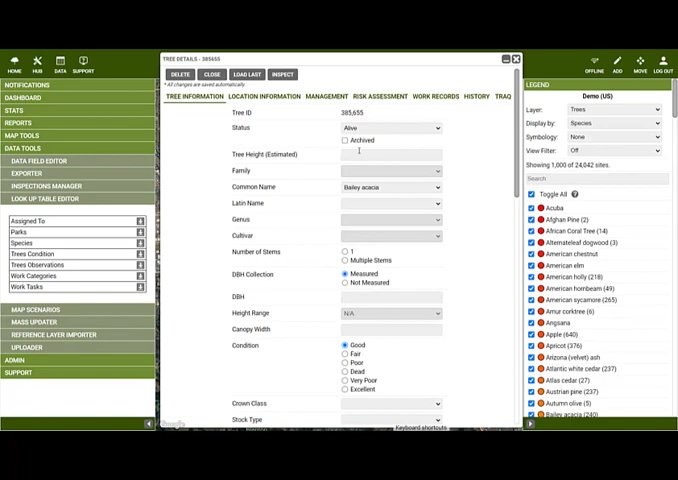 TREE DETAILS - 385655
HOME HUB DATA SUPPORT
OFFLINE ADD MOVE LOG OUT
NOTIFICATIONS
DASHBOARD
STATS
REPORTS
MAP TOOLS
DATA TOOLS
DATA FIELD EDITOR
EXPORTER
INSPECTIONS MANAGER
LOOK UP TABLE EDITOR
Assigned To
Parks
Species
Trees Condition
Trees Observations
Work Categories
Work Tasks
MAP SCENARIOS
MASS UPDATER
REFERENCE LAYER IMPORTER
UPLOADER
ADMIN
SUPPORT
DELETE CLOSE LOAD LAST INSPECT
* All changes are saved automatically.
TREE INFORMATION LOCATION INFORMATION MANAGEMENT RISK ASSESSMENT WORK RECORDS HISTORY TRAQ
Tree ID 385,655
Status Alive
Archived
Tree Height (Estimated)
Family
Common Name Bailey acacia
Latin Name
Genus
Cultivar
Number of Stems 1
Multiple Stems
DBH Collection Measured
Not Measured
DBH
Height Range N/A
Canopy Width
Condition Good
Fair
Poor
Dead
Very Poor
Excellent
Crown Class
Stock Type
Google
Keyboard shortcuts
LEGEND
Demo (US)
Layer: Trees
Display by: Species
Symbology: None
View Filter: Off
Showing 1,000 of 24,042 sites.
Search
Toggle All ?
Acuba
Afghan Pine (2)
African Coral Tree (14)
Alternateleaf dogwood (3)
American chestnut
American elm
American holly (218)
American hornbeam (49)
American sycamore (265)
Amur corktree (6)
Angsana
Apple (640)
Apricot (376)
Arizona (velvet) ash
Atlantic white cedar (237)
Atlas cedar (27)
Austrian pine (237)
Autumn olive (5)
Bailey acacia (240)